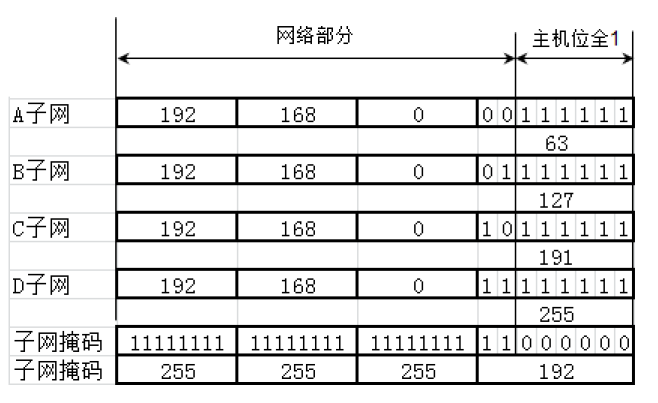 网络部分 主机位全1
A子网 192 168 0 0 0 1 1 1 1 1 1
63
B子网 192 168 0 0 1 1 1 1 1 1 1
127
C子网 192 168 0 1 0 1 1 1 1 1 1
191
D子网 192 168 0 1 1 1 1 1 1 1 1
255
子网掩码 11111111 11111111 11111111 1 1 0 0 0 0 0 0
子网掩码 255 255 255 192